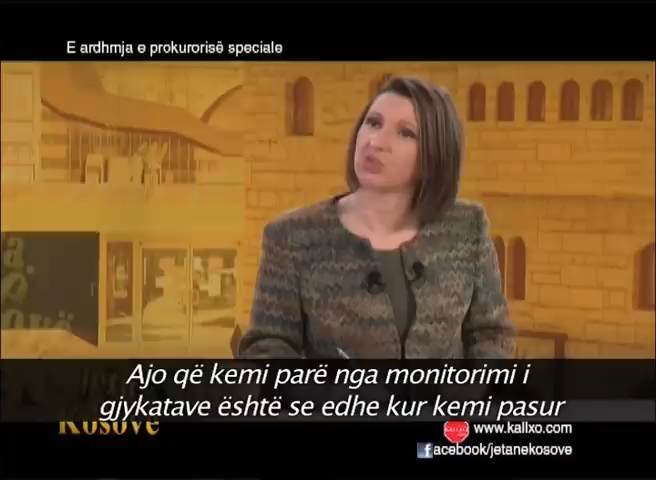 E ardhmja e prokurorisë speciale
Ajo që kemi parë nga monitorimi i
gjykatave është se edhe kur kemi pasur
Kosovë
www.kallxo.com
facebook/jetanekosove